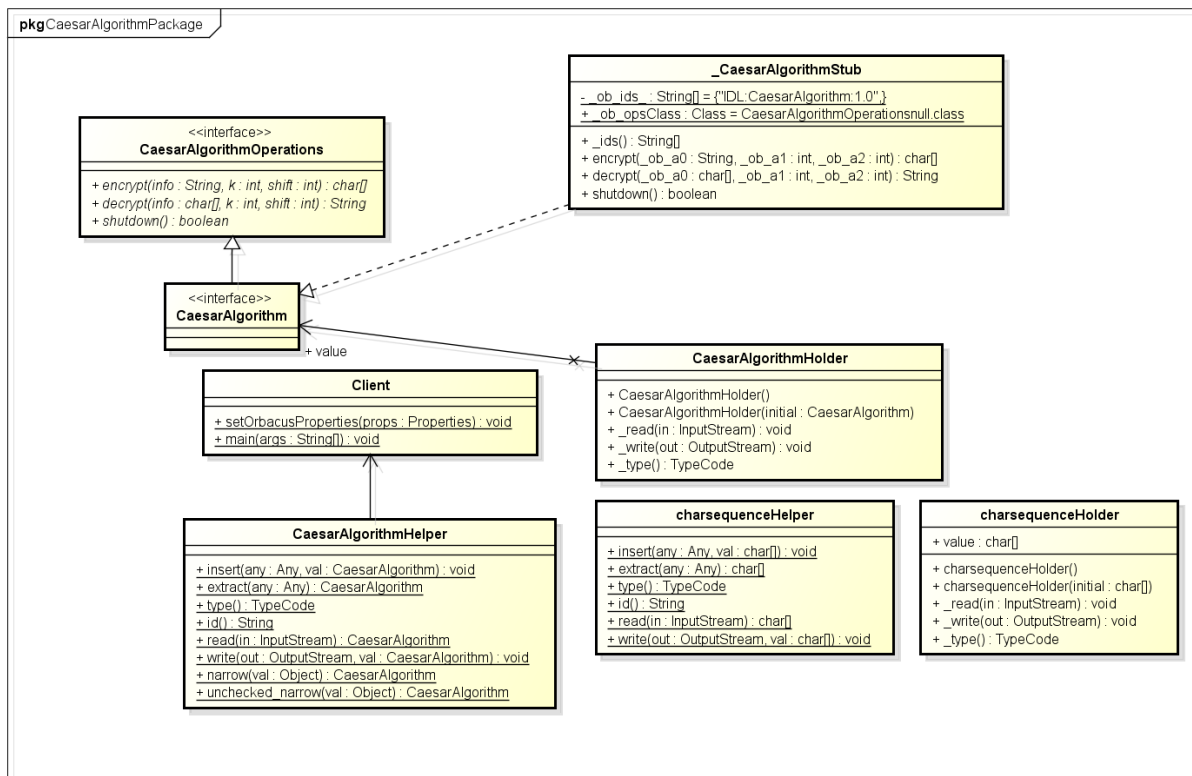 pkg CaesarAlgorithmPackage
_CaesarAlgorithmStub
- _ob_ids_ : String[] = {"IDL:CaesarAlgorithm:1.0",}
+ _ob_opsClass : Class = CaesarAlgorithmOperationsnull.class
+ _ids() : String[]
+ encrypt(_ob_a0 : String, _ob_a1 : int, _ob_a2 : int) : char[]
+ decrypt(_ob_a0 : char[], _ob_a1 : int, _ob_a2 : int) : String
+ shutdown() : boolean
<<interface>>
CaesarAlgorithmOperations
+ encrypt(info : String, k : int, shift : int) : char[]
+ decrypt(info : char[], k : int, shift : int) : String
+ shutdown() : boolean
<<interface>>
CaesarAlgorithm
+ value
CaesarAlgorithmHolder
+ CaesarAlgorithmHolder()
+ CaesarAlgorithmHolder(initial : CaesarAlgorithm)
+ _read(in : InputStream) : void
+ _write(out : OutputStream) : void
+ _type() : TypeCode
Client
+ setOrbacusProperties(props : Properties) : void
+ main(args : String[]) : void
CaesarAlgorithmHelper
+ insert(any : Any, val : CaesarAlgorithm) : void
+ extract(any : Any) : CaesarAlgorithm
+ type() : TypeCode
+ id() : String
+ read(in : InputStream) : CaesarAlgorithm
+ write(out : OutputStream, val : CaesarAlgorithm) : void
+ narrow(val : Object) : CaesarAlgorithm
+ unchecked_narrow(val : Object) : CaesarAlgorithm
charsequenceHelper
+ insert(any : Any, val : char[]) : void
+ extract(any : Any) : char[]
+ type() : TypeCode
+ id() : String
+ read(in : InputStream) : char[]
+ write(out : OutputStream, val : char[]) : void
charsequenceHolder
+ value : char[]
+ charsequenceHolder()
+ charsequenceHolder(initial : char[])
+ _read(in : InputStream) : void
+ _write(out : OutputStream) : void
+ _type() : TypeCode